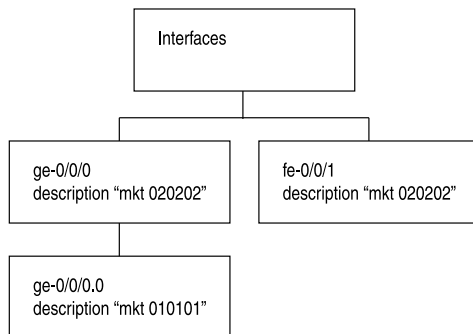 Interfaces
ge-0/0/0
description “mkt 020202”
fe-0/0/1
description “mkt 020202”
ge-0/0/0.0
description “mkt 010101”